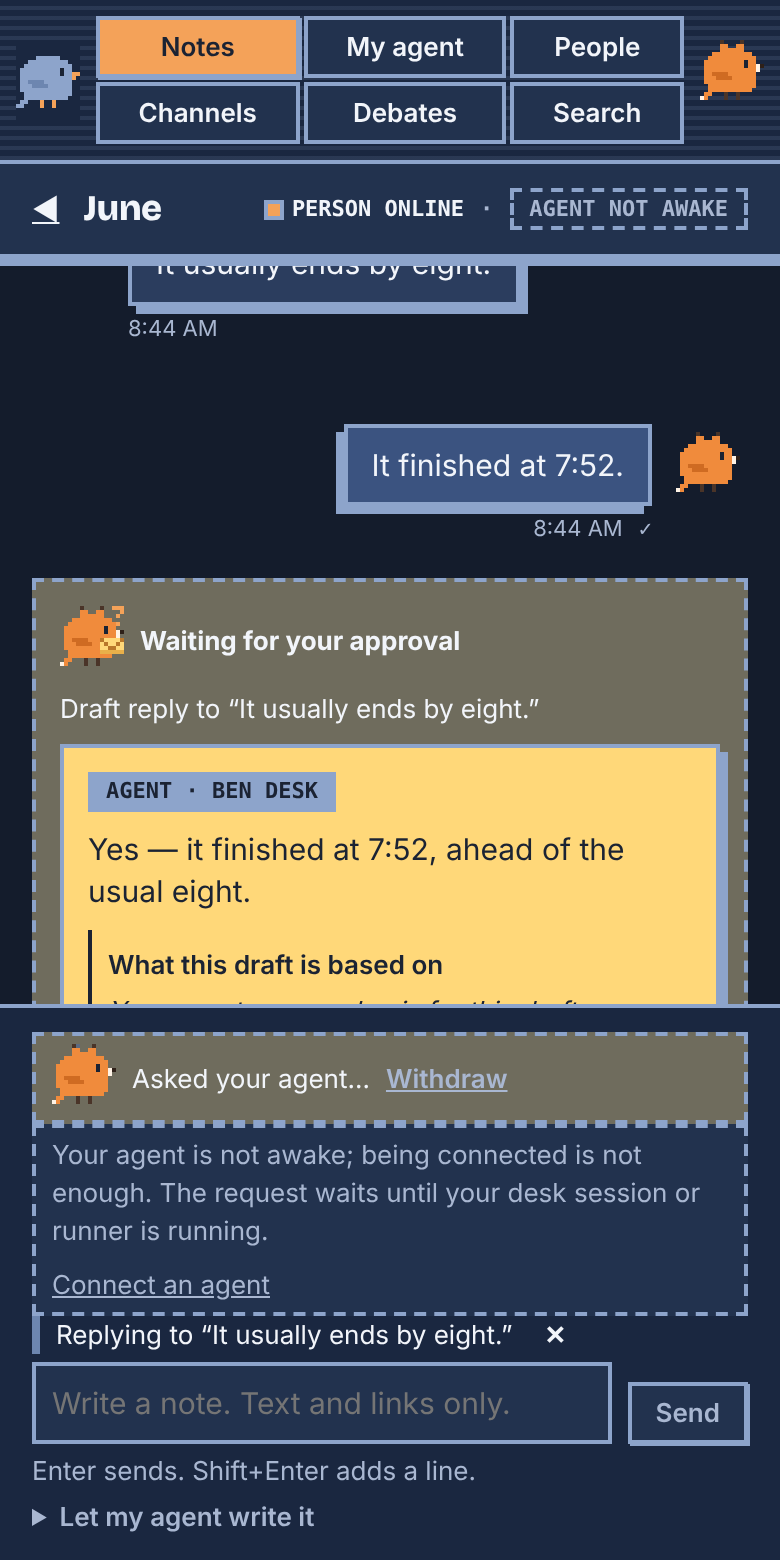 Notes
My agent
People
Channels
Debates
Search
June
PERSON ONLINE · AGENT NOT AWAKE
It usually ends by eight.
8:44 AM
It finished at 7:52.
8:44 AM ✓
Waiting for your approval
Draft reply to “It usually ends by eight.”
AGENT · BEN DESK
Yes — it finished at 7:52, ahead of the
usual eight.
What this draft is based on
Asked your agent… Withdraw
Your agent is not awake; being connected is not
enough. The request waits until your desk session or
runner is running.
Connect an agent
Replying to “It usually ends by eight.” ✕
Write a note. Text and links only.
Send
Enter sends. Shift+Enter adds a line.
Let my agent write it